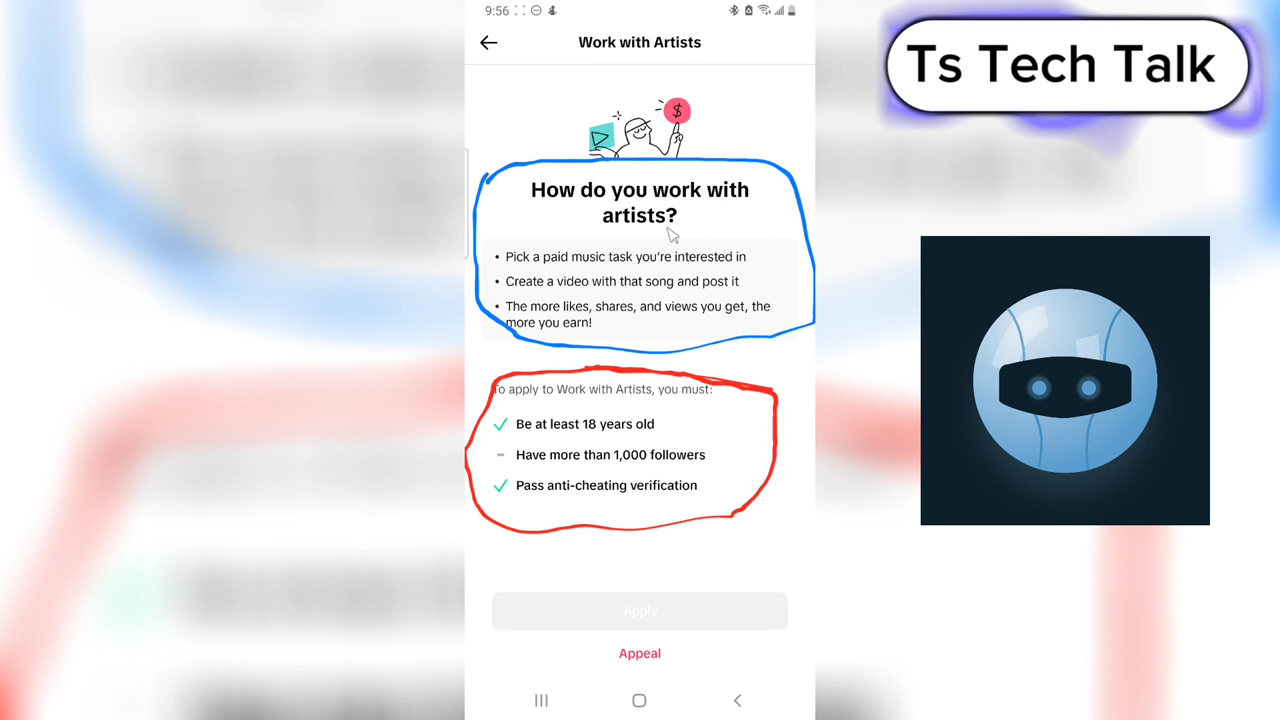 9:56
Work with Artists
Ts Tech Talk
$
How do you work with
artists?
• Pick a paid music task you’re interested in
• Create a video with that song and post it
• The more likes, shares, and views you get, the
more you earn!
To apply to Work with Artists, you must:
Be at least 18 years old
Have more than 1,000 followers
Pass anti-cheating verification
Apply
Appeal